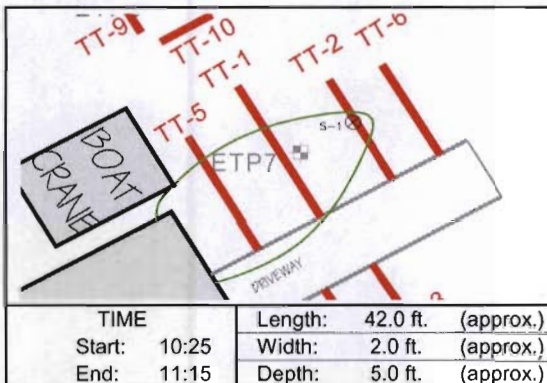 TT-9
TT-10
TT-1
TT-2
TT-6
TT-5
S-1
ETP7
BOAT
CRANE
DRIVEWAY
TIME
Start: 10:25
End: 11:15
Length: 42.0 ft. (approx.)
Width: 2.0 ft. (approx.)
Depth: 5.0 ft. (approx.)